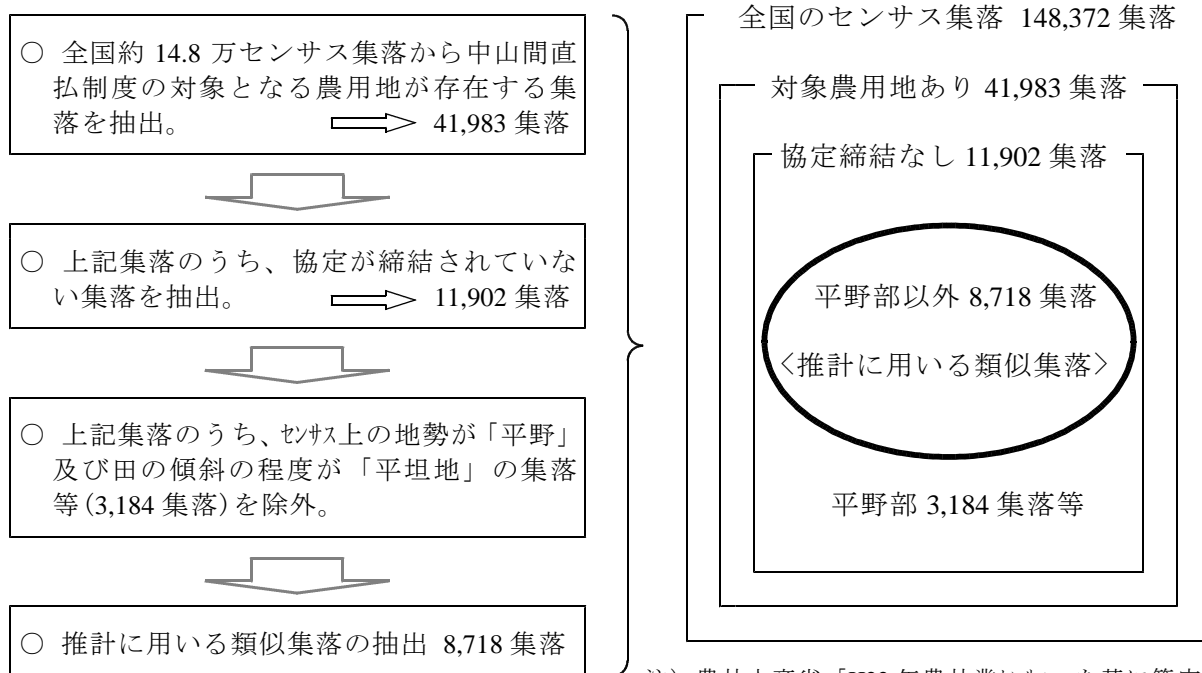 ○ 全国約 14.8 万センサス集落から中山間直
払制度の対象となる農用地が存在する集
落を抽出。 41,983 集落
○ 上記集落のうち、協定が締結されていな
い集落を抽出。 11,902 集落
○ 上記集落のうち、センサス上の地勢が「平野」
及び田の傾斜の程度が「平坦地」の集落
等(3,184 集落)を除外。
○ 推計に用いる類似集落の抽出 8,718 集落
全国のセンサス集落 148,372 集落
対象農用地あり 41,983 集落
協定締結なし 11,902 集落
平野部以外 8,718 集落
<推計に用いる類似集落>
平野部 3,184 集落等